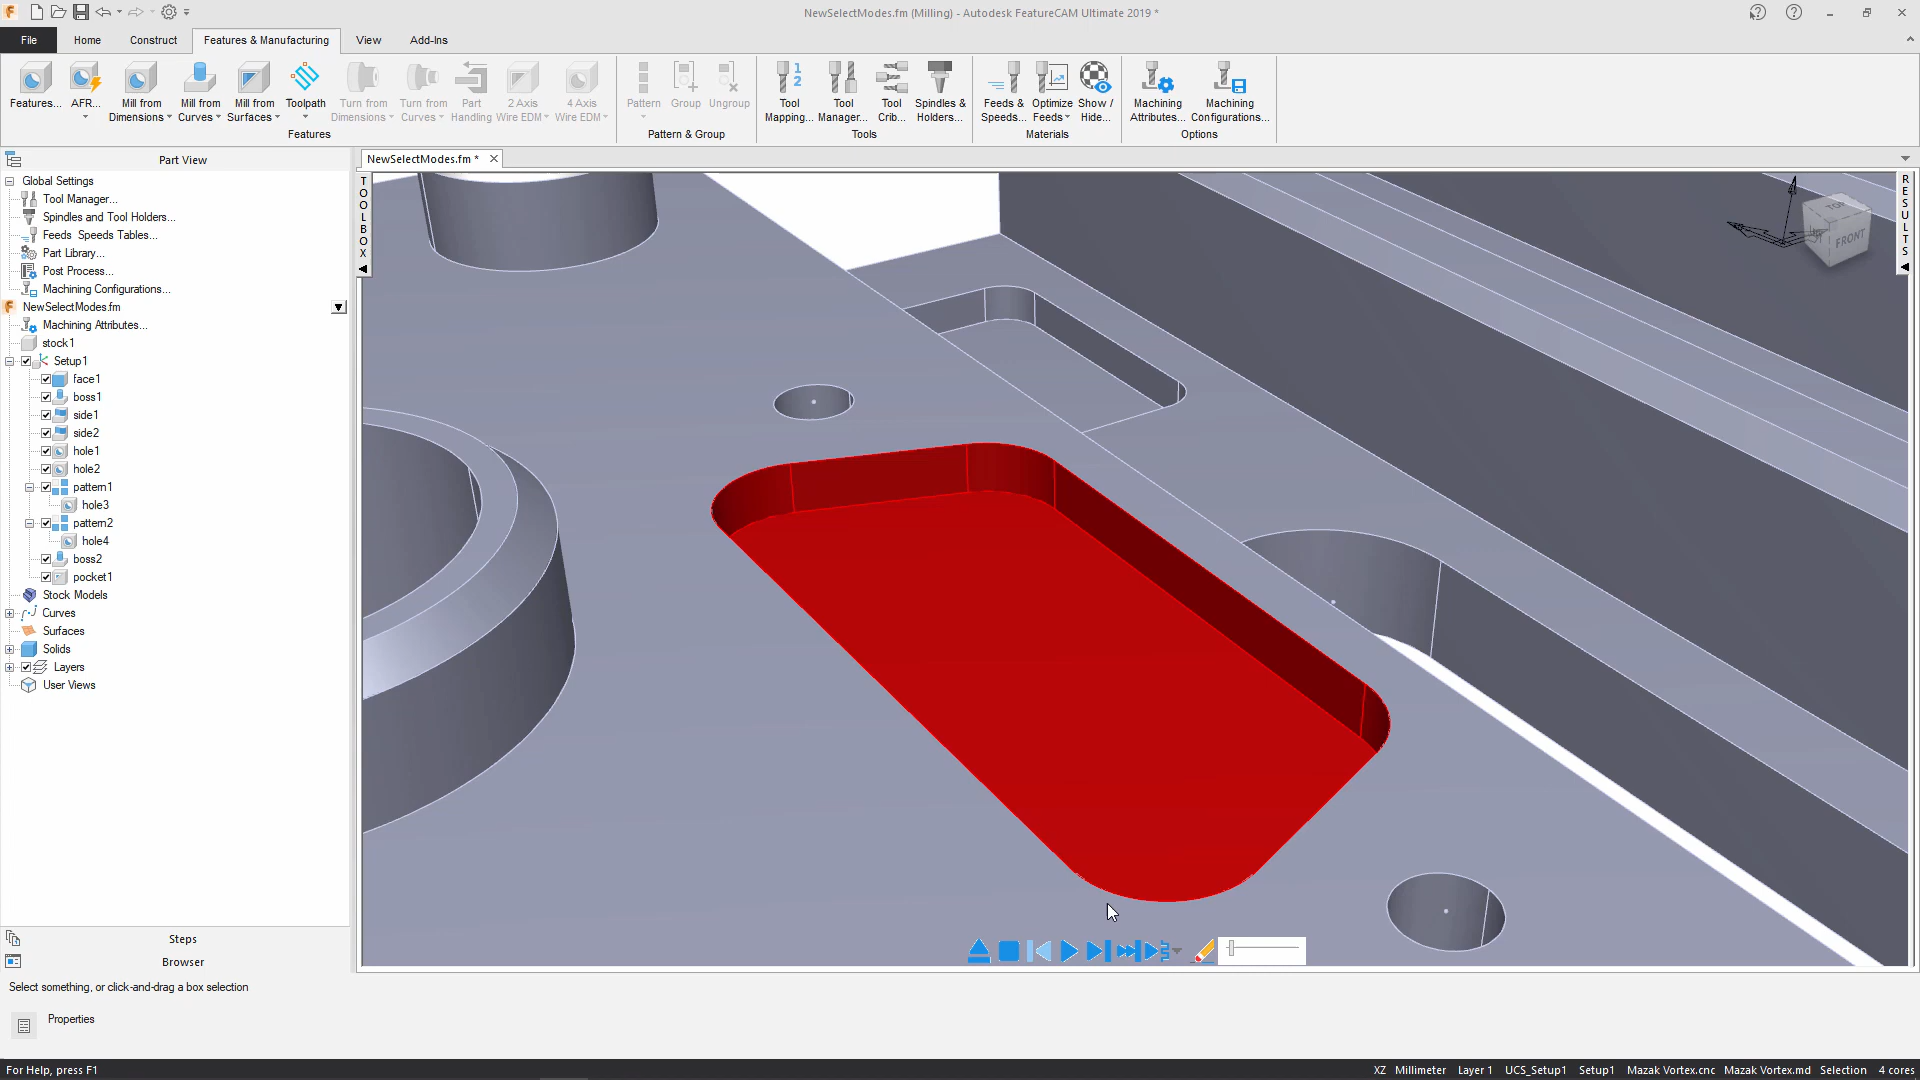 NewSelectModes.fm (Milling) - Autodesk FeatureCAM Ultimate 2019 *
File Home Construct Features & Manufacturing View Add-Ins
Features... AFR... Mill from Dimensions Mill from Curves Mill from Surfaces Toolpath Turn from Dimensions Turn from Curves Part Handling 2 Axis Wire EDM 4 Axis Wire EDM
Pattern Group Ungroup
Tool Mapping... Tool Manager... Tool Crib... Spindles & Holders...
Feeds & Speeds... Optimize Feeds Show / Hide...
Machining Attributes... Machining Configurations...
Features Pattern & Group Tools Materials Options
Part View
NewSelectModes.fm *
Global Settings
Tool Manager...
Spindles and Tool Holders...
Feeds Speeds Tables...
Part Library...
Post Process...
Machining Configurations...
NewSelectModes.fm
Machining Attributes...
stock1
Setup1
face1
boss1
side1
side2
hole1
hole2
pattern1
hole3
pattern2
hole4
boss2
pocket1
Stock Models
Curves
Surfaces
Solids
Layers
User Views
TOOLBOX
RESULTS
TOP
FRONT
Steps
Browser
Select something, or click-and-drag a box selection
Properties
For Help, press F1
XZ Millimeter Layer 1 UCS_Setup1 Setup1 Mazak Vortex.cnc Mazak Vortex.md Selection 4 cores